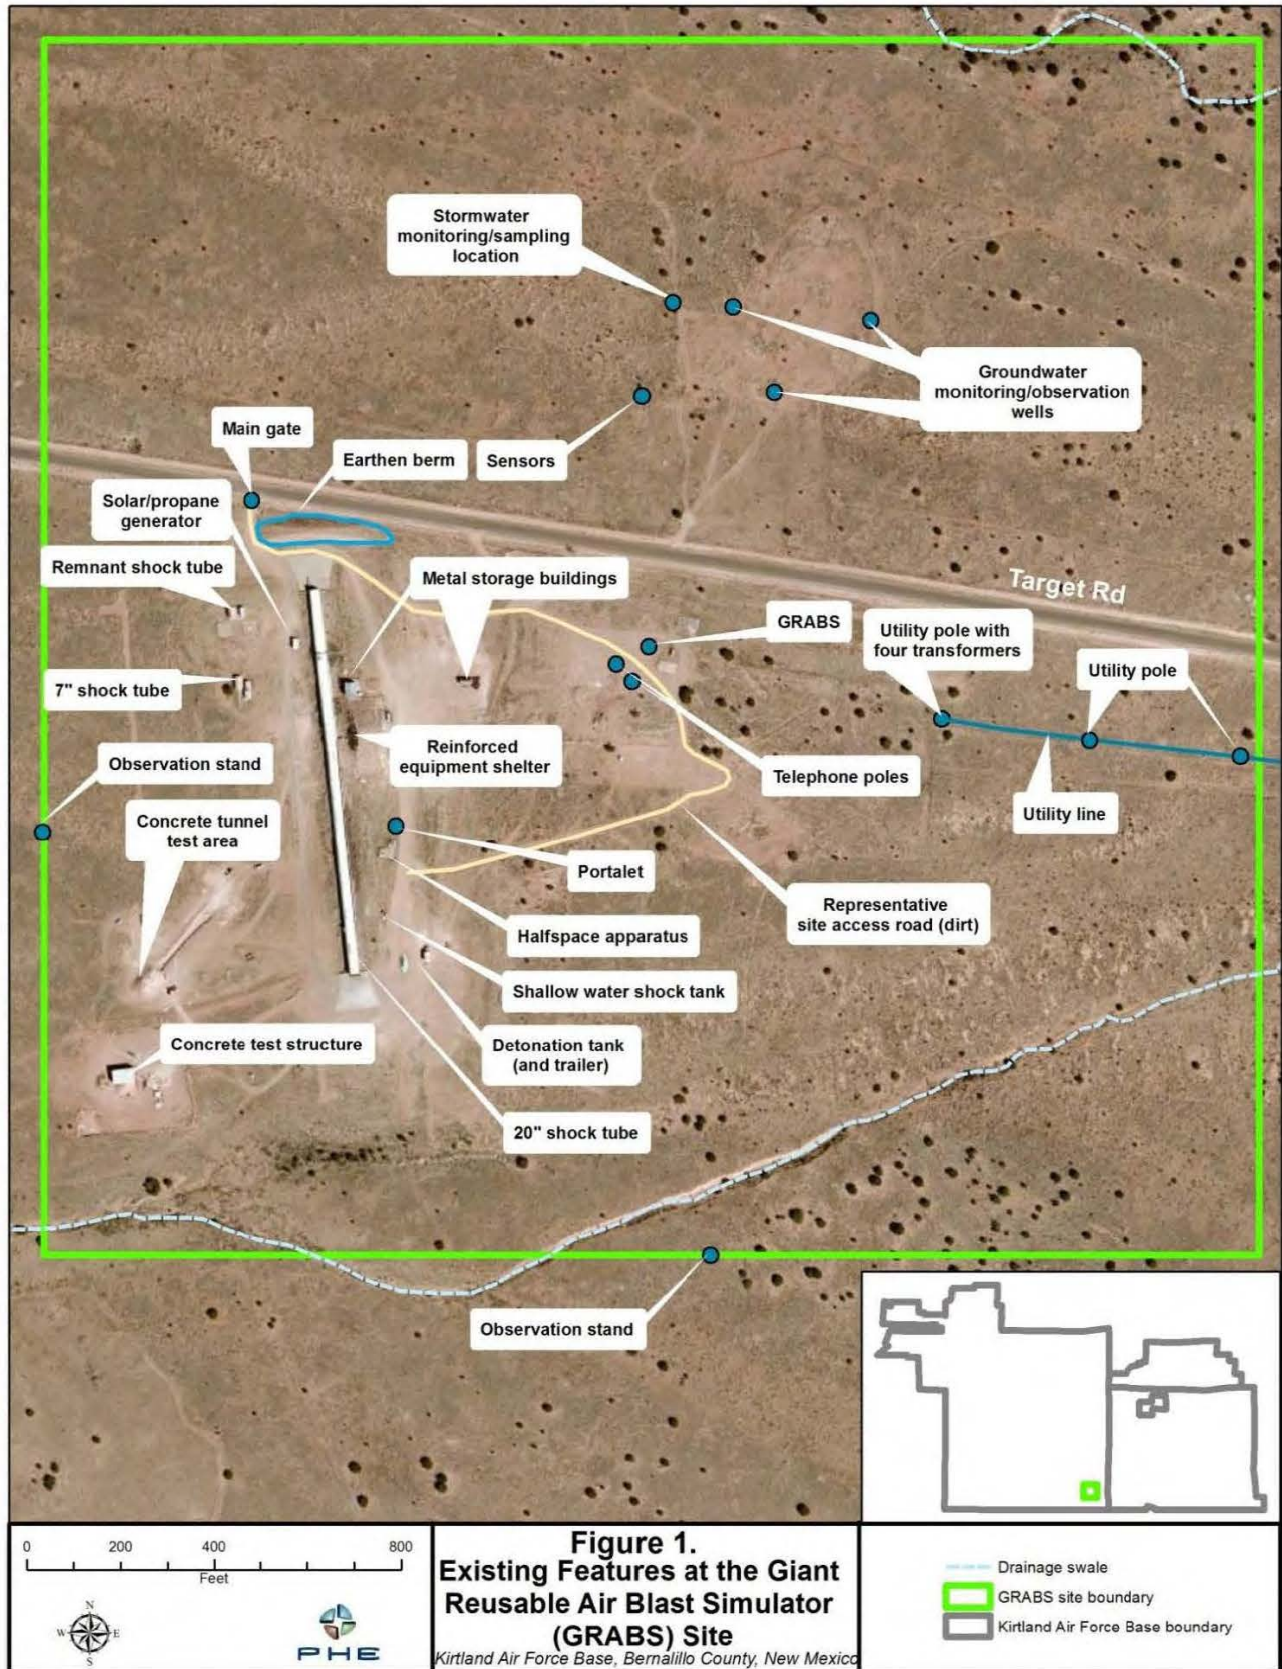 Stormwater
monitoring/sampling
location
Groundwater
monitoring/observation
wells
Main gate
Earthen berm
Sensors
Solar/propane
generator
Remnant shock tube
Metal storage buildings
Target Rd
GRABS
Utility pole with
four transformers
Utility pole
7" shock tube
Reinforced
equipment shelter
Telephone poles
Observation stand
Concrete tunnel
test area
Utility line
Portalet
Representative
site access road (dirt)
Halfspace apparatus
Shallow water shock tank
Concrete test structure
Detonation tank
(and trailer)
20" shock tube
Observation stand
0 200 400 800
Feet
N
W E
S
PHE
Figure 1.
Existing Features at the Giant
Reusable Air Blast Simulator
(GRABS) Site
Kirtland Air Force Base, Bernalillo County, New Mexico
Drainage swale
GRABS site boundary
Kirtland Air Force Base boundary